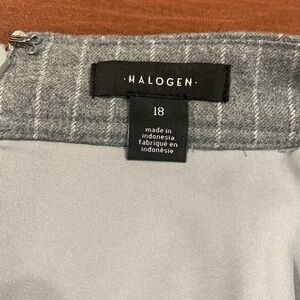 ·HALOGEN·
18
made in
indonesia
fabriqué en
indonésie